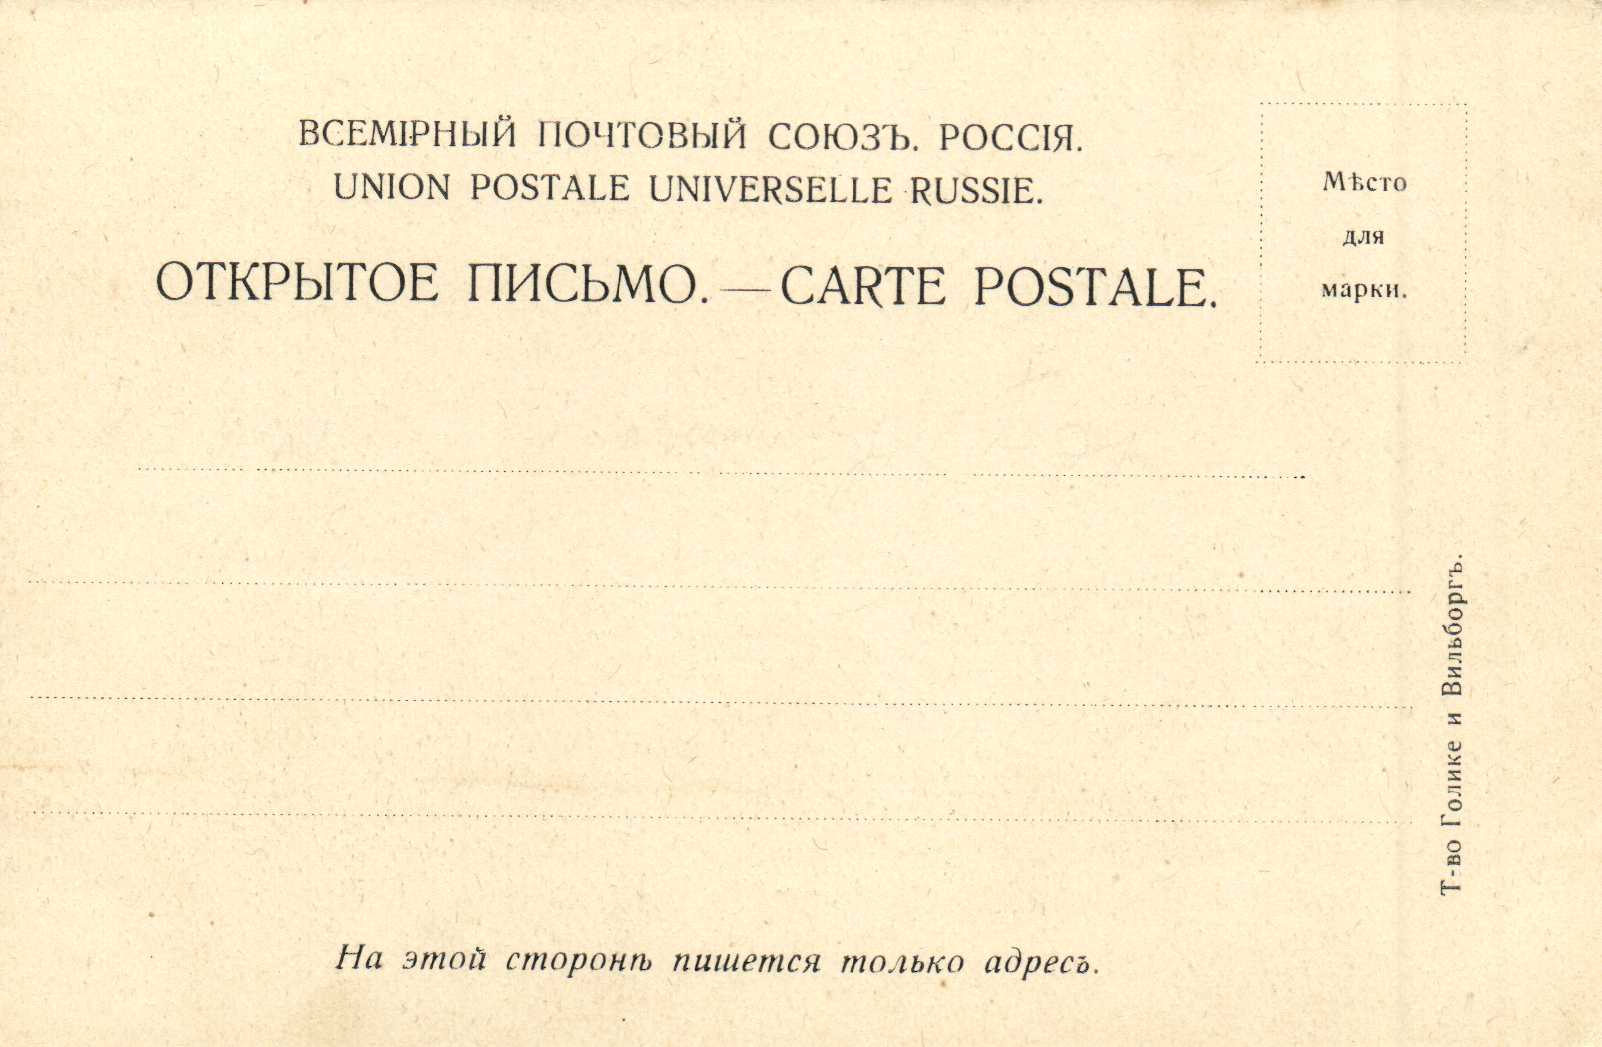 ВСЕМІРНЫЙ ПОЧТОВЫЙ СОЮЗЪ. РОССІЯ.
UNION POSTALE UNIVERSELLE RUSSIE.
ОТКРЫТОЕ ПИСЬМО. — CARTE POSTALE.
Мѣсто
для
марки.
Т-во Голике и Вильборгъ.
На этой сторонѣ пишется только адресъ.